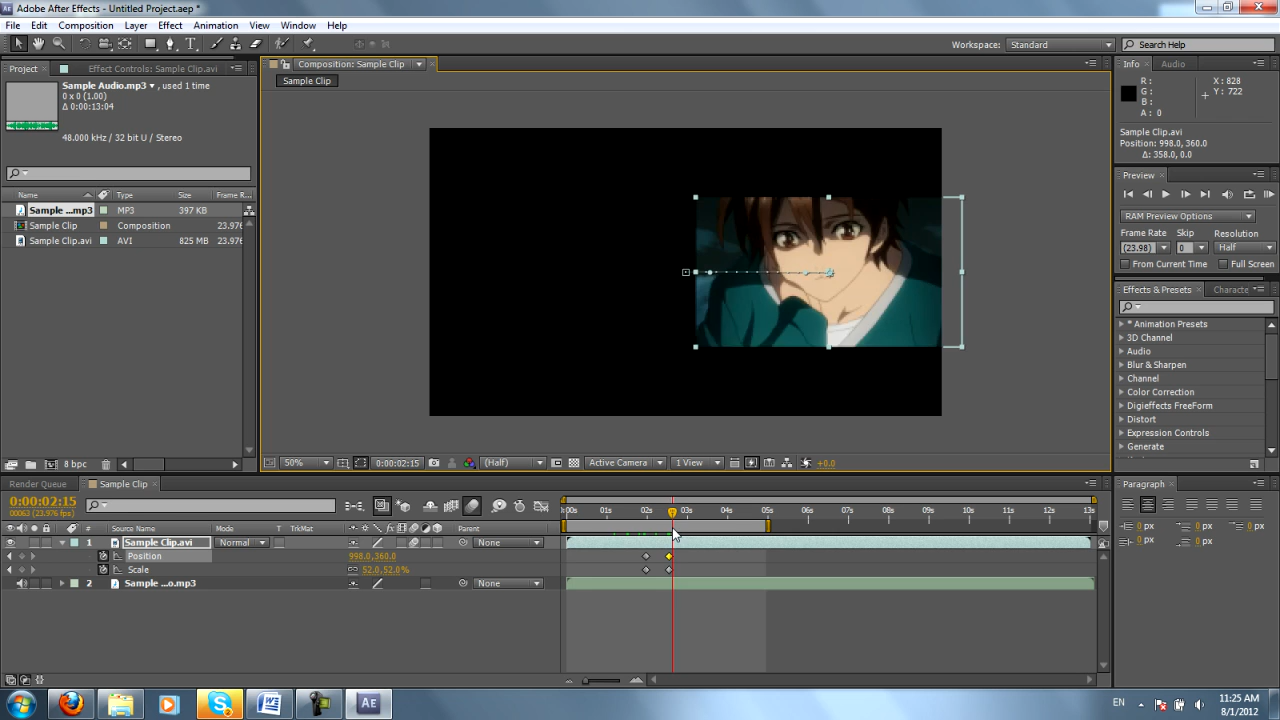 Adobe After Effects - Untitled Project.aep *
File Edit Composition Layer Effect Animation View Window Help
Workspace: Standard Search Help
Project Effect Controls: Sample Clip.avi
Sample Audio.mp3 , used 1 time
0 x 0 (1.00)
Δ 0:00:13:04
48.000 kHz / 32 bit U / Stereo
Name Type Size Frame R...
Sample ...mp3 MP3 397 KB
Sample Clip Composition 23.976
Sample Clip.avi AVI 825 MB 23.976
8 bpc
Composition: Sample Clip
Sample Clip
50% 0:00:02:15 (Half) Active Camera 1 View +0.0
Info Audio
R : X : 828
G : Y : 722
B :
A : 0
Sample Clip.avi
Position: 998.0, 360.0
Δ: 358.0, 0.0
Preview
RAM Preview Options
Frame Rate Skip Resolution
(23.98) 0 Half
From Current Time Full Screen
Effects & Presets Characte
* Animation Presets
3D Channel
Audio
Blur & Sharpen
Channel
Color Correction
Digieffects FreeForm
Distort
Expression Controls
Generate
Render Queue Sample Clip
0:00:02:15
00063 (23.976 fps)
# Source Name Mode T TrkMat Parent
1 Sample Clip.avi Normal None
Position 998.0,360.0
Scale 52.0,52.0%
2 Sample ...o.mp3 None
00s 01s 02s 03s 04s 05s 06s 07s 08s 09s 10s 11s 12s 13s
Paragraph
0 px 0 px 0 px
0 px 0 px
EN 11:25 AM
8/1/2012